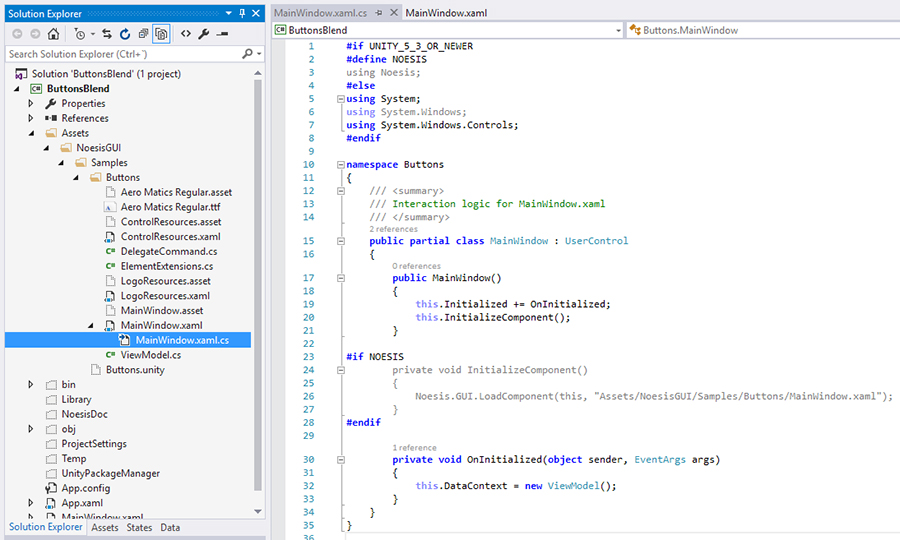 Solution Explorer
Search Solution Explorer (Ctrl+¨)
Solution 'ButtonsBlend' (1 project)
ButtonsBlend
Properties
References
Assets
NoesisGUI
Samples
Buttons
Aero Matics Regular.asset
Aero Matics Regular.ttf
ControlResources.asset
ControlResources.xaml
DelegateCommand.cs
ElementExtensions.cs
LogoResources.asset
LogoResources.xaml
MainWindow.asset
MainWindow.xaml
MainWindow.xaml.cs
ViewModel.cs
Buttons.unity
bin
Library
NoesisDoc
obj
ProjectSettings
Temp
UnityPackageManager
App.config
App.xaml
MainWindow.xaml
Solution Explorer Assets States Data
MainWindow.xaml.cs MainWindow.xaml
ButtonsBlend Buttons.MainWindow
1 #if UNITY_5_3_OR_NEWER
2 #define NOESIS
3 using Noesis;
4 #else
5 using System;
6 using System.Windows;
7 using System.Windows.Controls;
8 #endif
9
10 namespace Buttons
11 {
12 /// <summary>
13 /// Interaction logic for MainWindow.xaml
14 /// </summary>
2 references
15 public partial class MainWindow : UserControl
16 {
0 references
17 public MainWindow()
18 {
19 this.Initialized += OnInitialized;
20 this.InitializeComponent();
21 }
22
23 #if NOESIS
24 private void InitializeComponent()
25 {
26 Noesis.GUI.LoadComponent(this, "Assets/NoesisGUI/Samples/Buttons/MainWindow.xaml");
27 }
28 #endif
29
1 reference
30 private void OnInitialized(object sender, EventArgs args)
31 {
32 this.DataContext = new ViewModel();
33 }
34 }
35 }
36